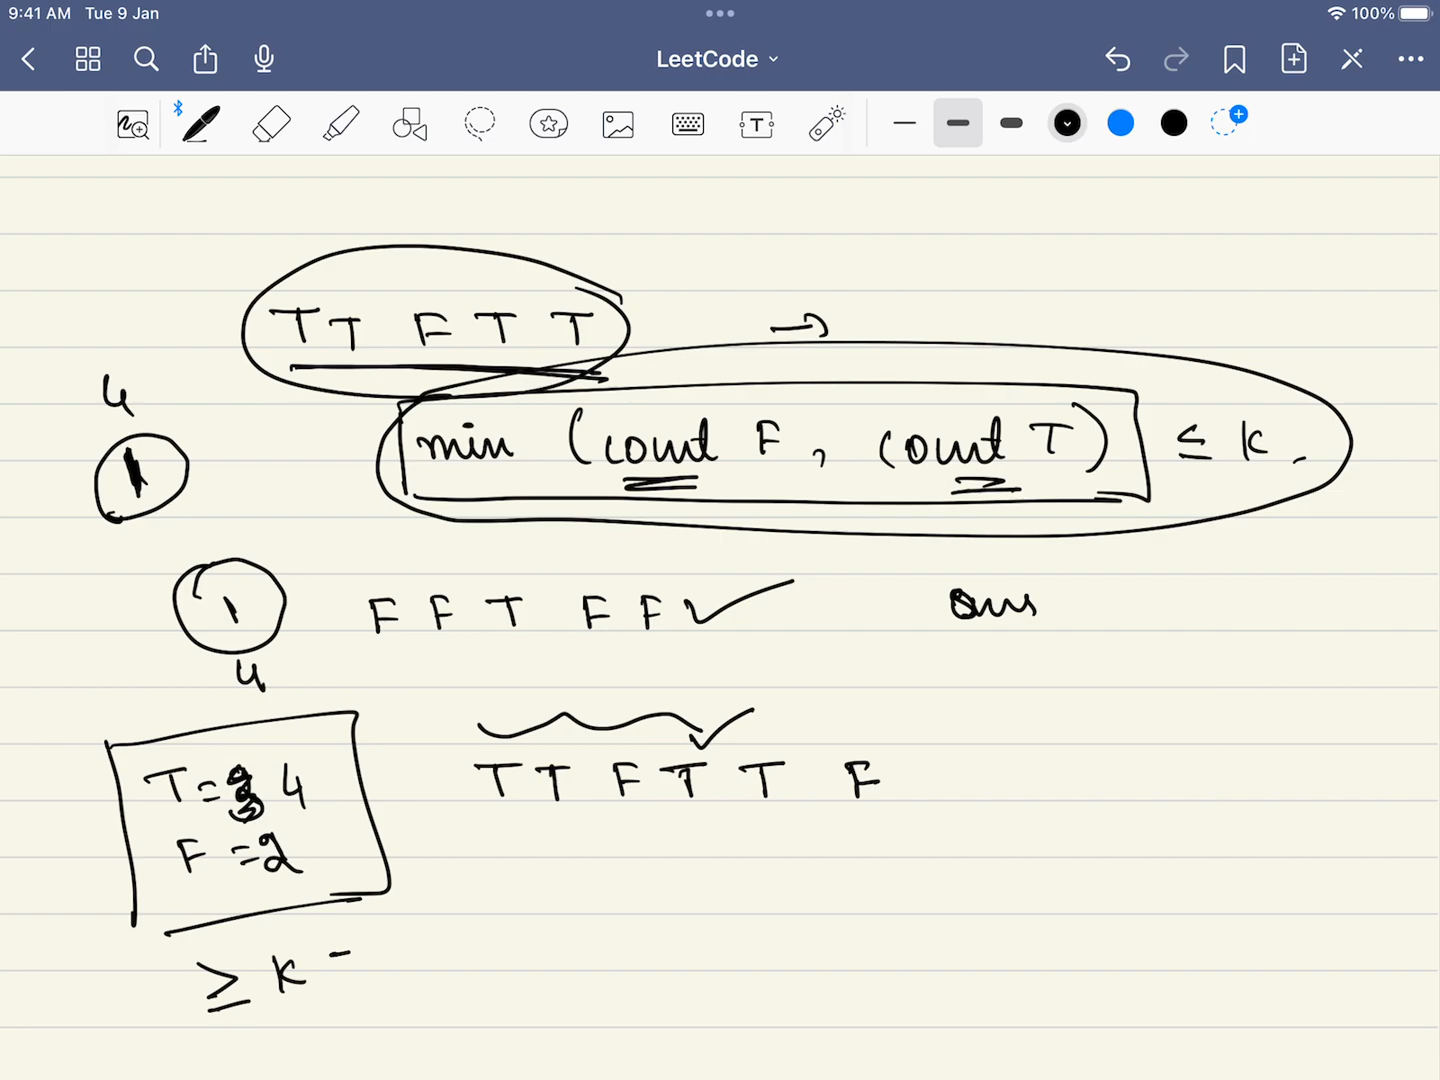 9:41 AM Tue 9 Jan
100%
LeetCode
T T F T T
4
min (count F, count T) ≤ k.
1
1 F F T F F ans
4
T = 4
T T F T T F
F = 2
≥ k -